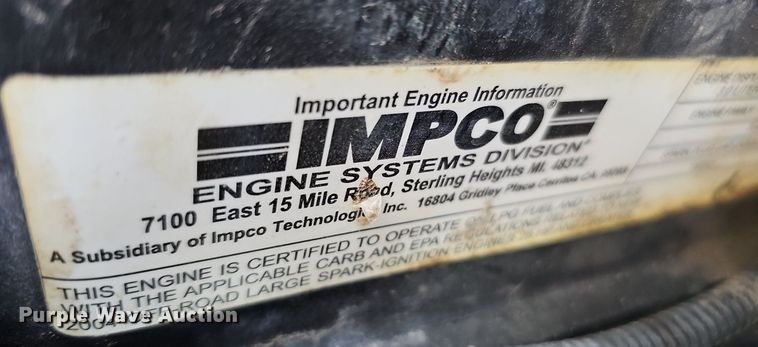 Important Engine Information
IMPCO®
ENGINE SYSTEMS DIVISION
7100 East 15 Mile Road, Sterling Heights MI. 48312
A Subsidiary of Impco Technologies Inc. 16804 Gridley Place Cerritos CA.
THIS ENGINE IS CERTIFIED TO OPERATE ON LPG FUEL AND
WITH THE APPLICABLE CARB AND EPA REGULATIONS
OFF-ROAD LARGE SPARK-IGNITION ENGINES
ENGINE
Purple Wave Auction